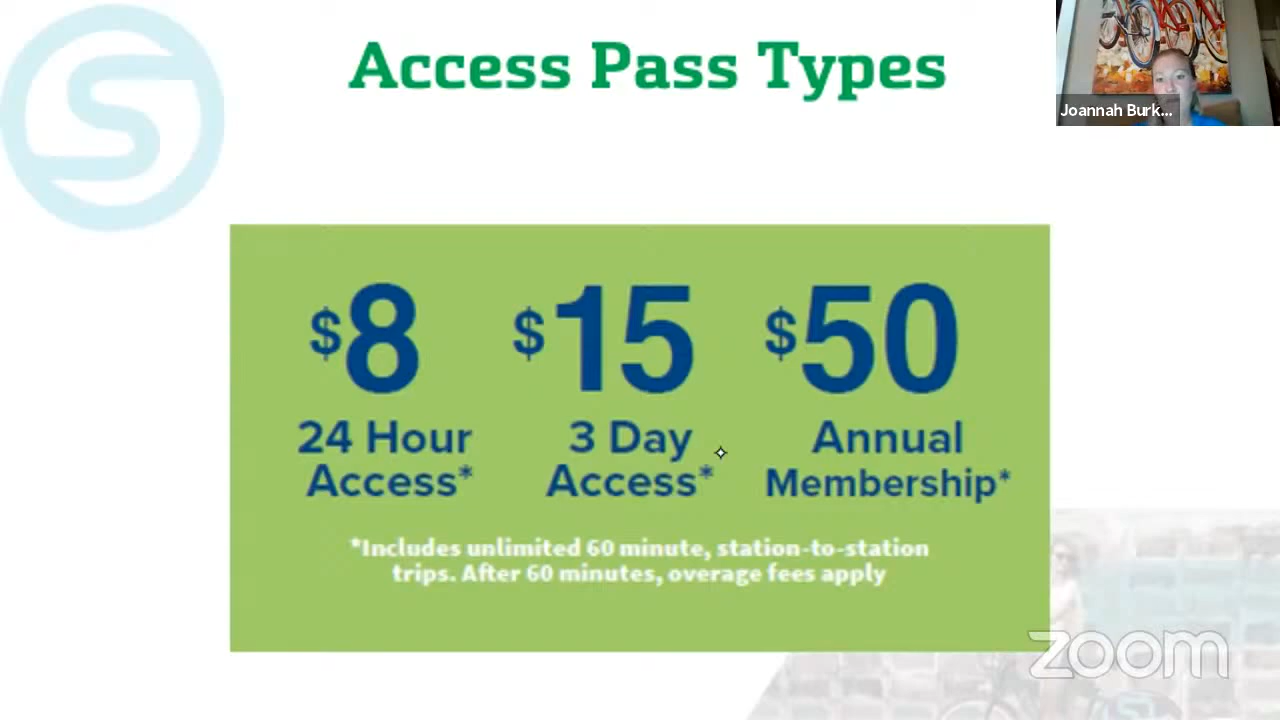 Access Pass Types
Joannah Burk...
$8 $15 $50
24 Hour Access* 3 Day Access* Annual Membership*
*Includes unlimited 60 minute, station-to-station
trips. After 60 minutes, overage fees apply
zoom